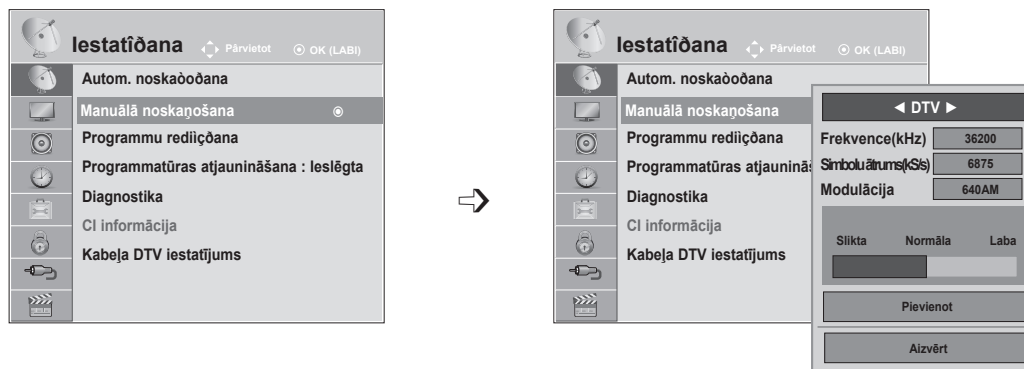 Iestatîðana Pârvietot OK (LABI)
Autom. noskaòoðana
Manuālā noskaņošana
Programmu rediìçðana
Programmatūras atjaunināšana : Ieslēgta
Diagnostika
CI informācija
Kabeļa DTV iestatījums
Iestatîðana Pârvietot OK (LABI)
Autom. noskaòoðana
Manuālā noskaņošana
Programmu rediìçðana
Programmatūras atjauninā
Diagnostika
CI informācija
Kabeļa DTV iestatījums
◄ DTV ►
Frekvence(kHz) 36200
Simbolu ātrums(kS/s) 6875
Modulācija 640AM
Slikta Normāla Laba
Pievienot
Aizvērt